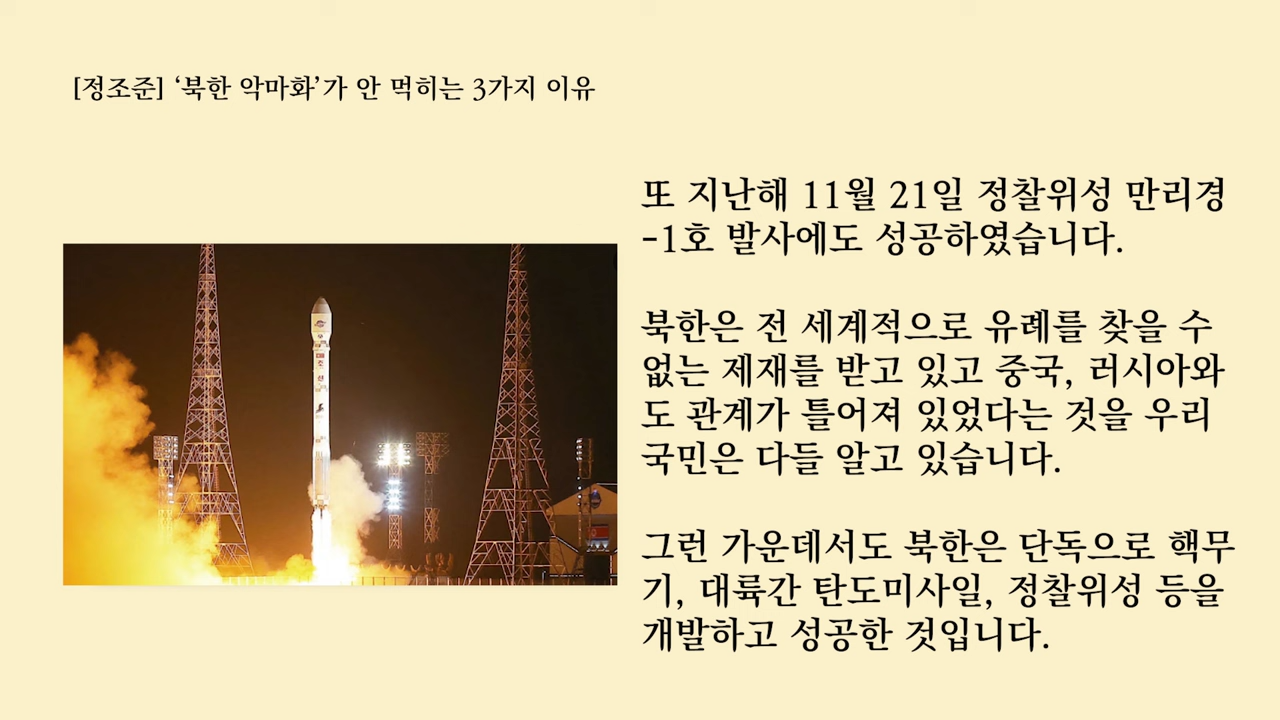 [정조준] ‘북한 악마화’가 안 먹히는 3가지 이유
또 지난해 11월 21일 정찰위성 만리경
-1호 발사에도 성공하였습니다.
북한은 전 세계적으로 유례를 찾을 수
없는 제재를 받고 있고 중국, 러시아와
도 관계가 틀어져 있었다는 것을 우리
국민은 다들 알고 있습니다.
그런 가운데서도 북한은 단독으로 핵무
기, 대륙간 탄도미사일, 정찰위성 등을
개발하고 성공한 것입니다.
조선